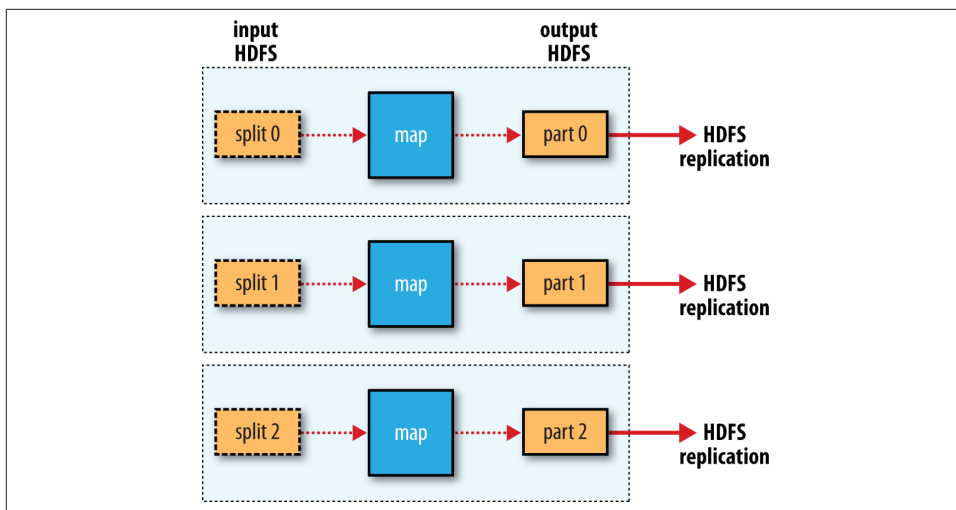 input
HDFS
output
HDFS
split 0
map
part 0
HDFS
replication
split 1
map
part 1
HDFS
replication
split 2
map
part 2
HDFS
replication